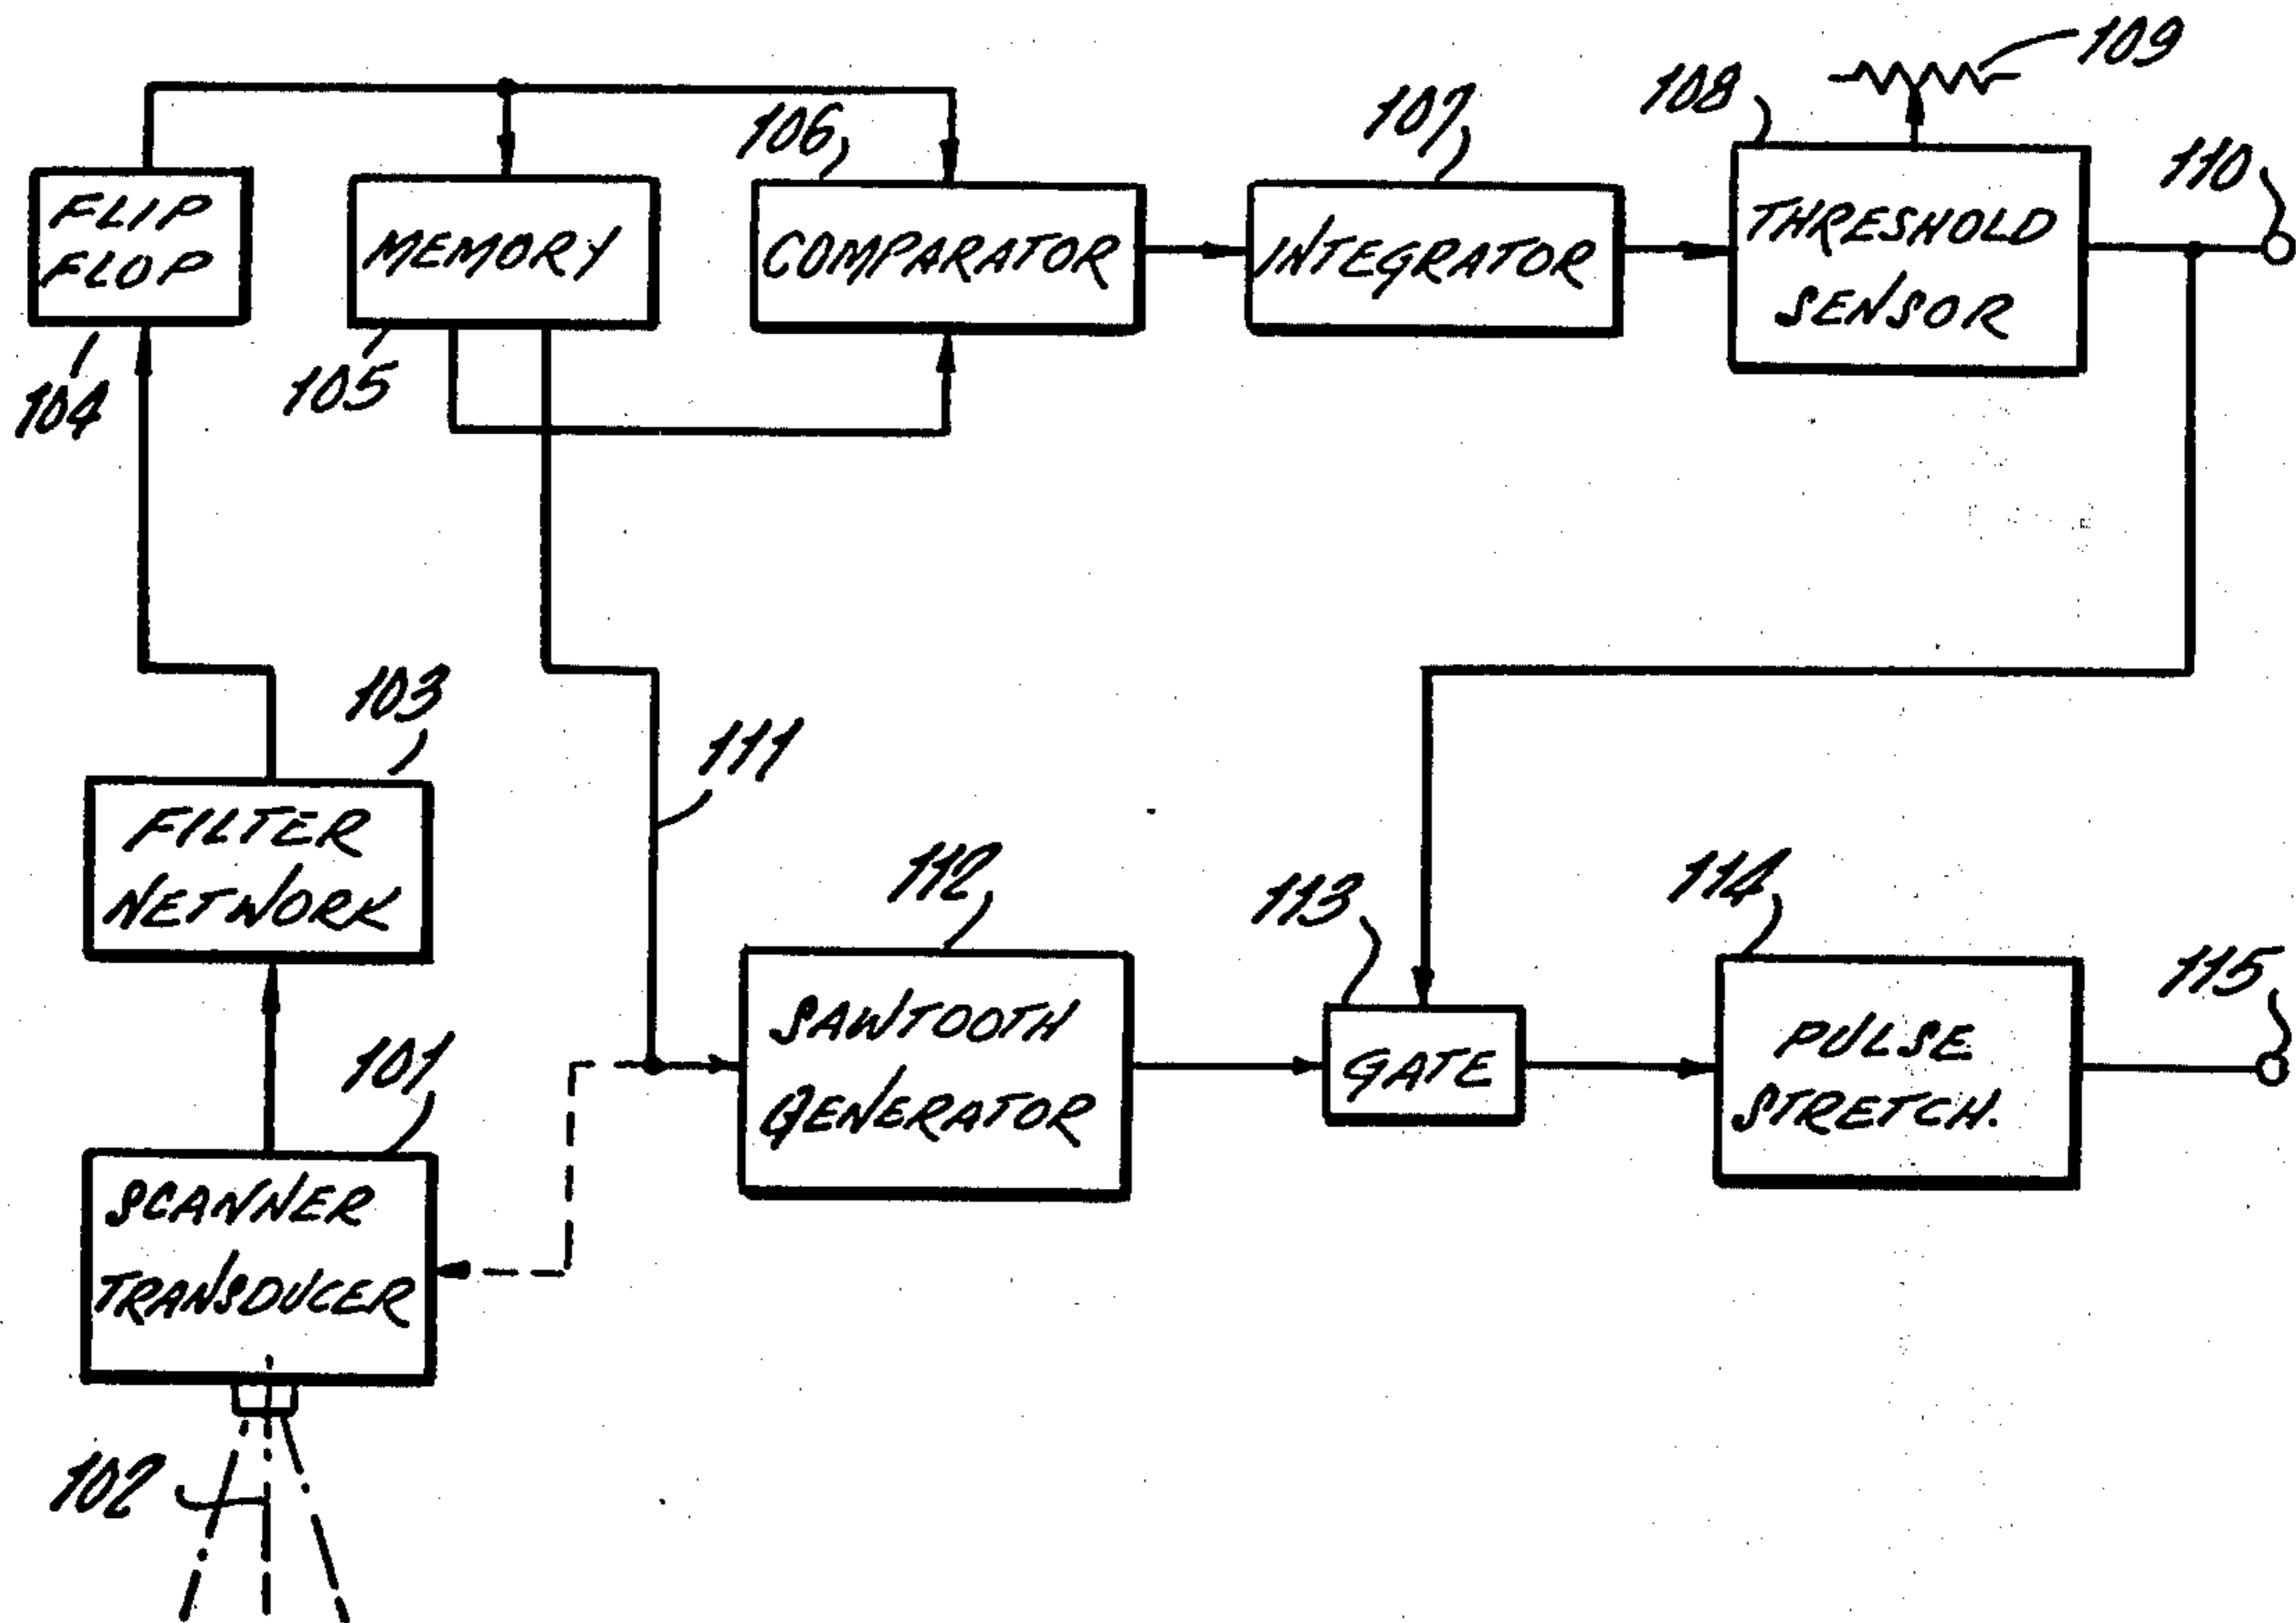 109
108
106
107
110
FLIP
FLOP
MEMORY
COMPARATOR
INTEGRATOR
THRESHOLD
SENSOR
104
105
103
111
FILTER
NETWORK
112
113
114
115
101
SAWTOOTH
GENERATOR
GATE
PULSE
STRETCH.
SCANNER
TRANSDUCER
102